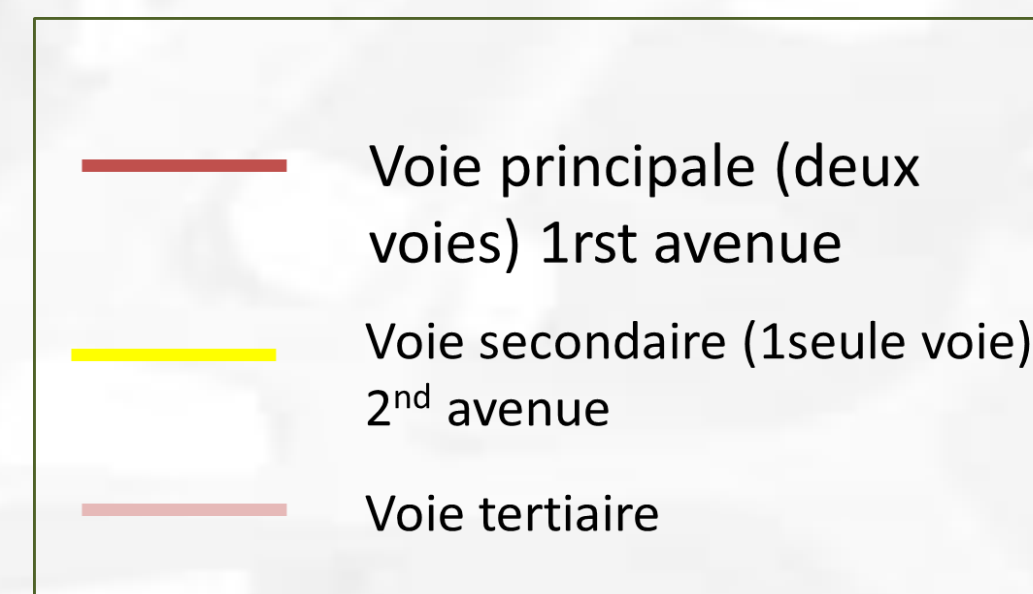 Voie principale (deux
voies) 1rst avenue
Voie secondaire (1seule voie)
2nd avenue
Voie tertiaire